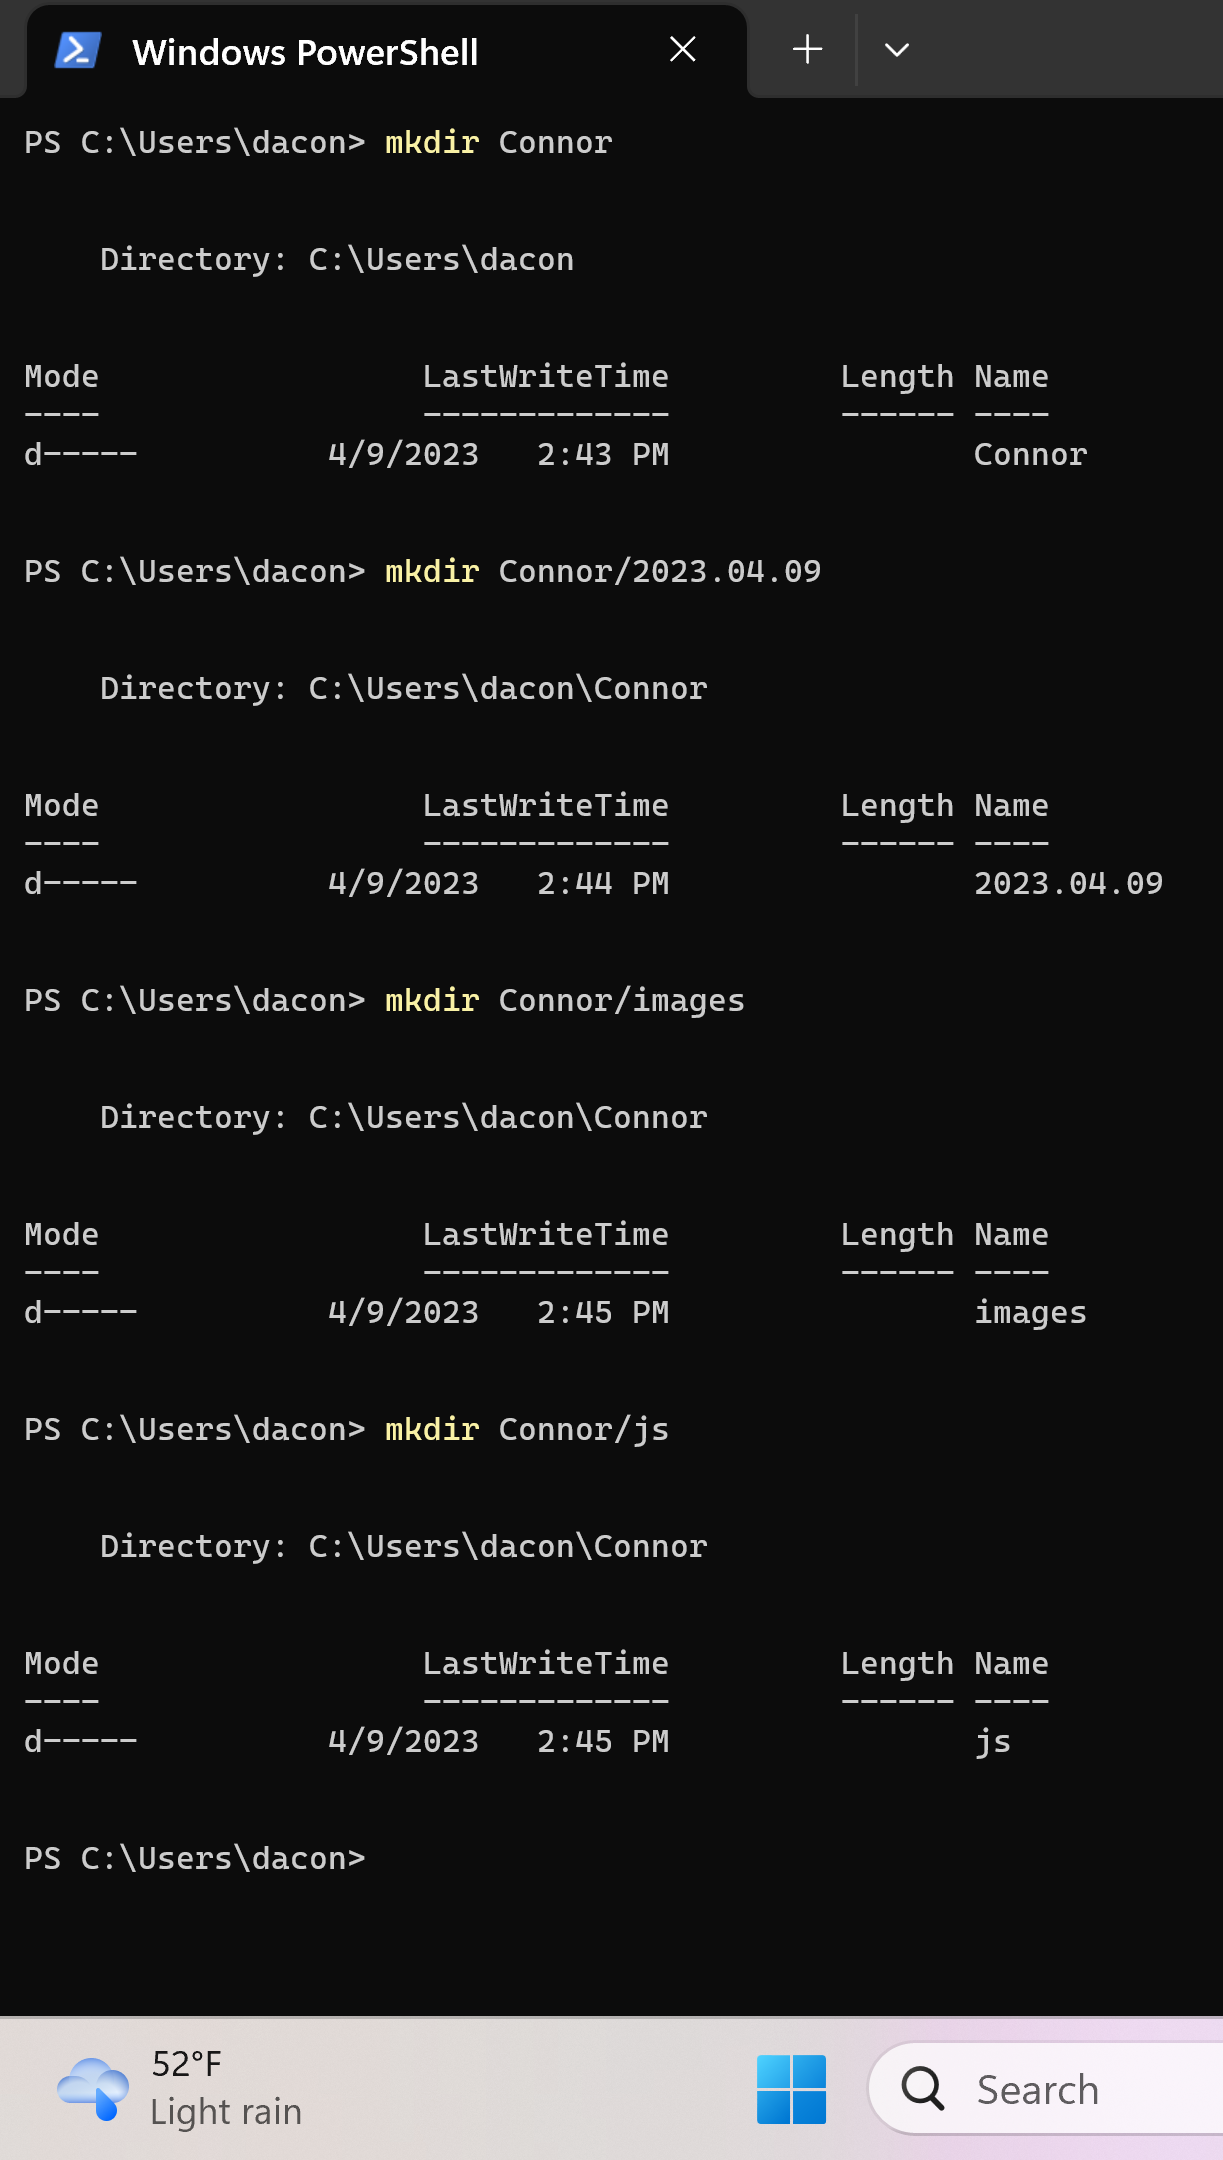 Windows PowerShell
PS C:\Users\dacon> mkdir Connor
Directory: C:\Users\dacon
Mode LastWriteTime Length Name
---- ------------- ------ ----
d----- 4/9/2023 2:43 PM Connor
PS C:\Users\dacon> mkdir Connor/2023.04.09
Directory: C:\Users\dacon\Connor
Mode LastWriteTime Length Name
---- ------------- ------ ----
d----- 4/9/2023 2:44 PM 2023.04.09
PS C:\Users\dacon> mkdir Connor/images
Directory: C:\Users\dacon\Connor
Mode LastWriteTime Length Name
---- ------------- ------ ----
d----- 4/9/2023 2:45 PM images
PS C:\Users\dacon> mkdir Connor/js
Directory: C:\Users\dacon\Connor
Mode LastWriteTime Length Name
---- ------------- ------ ----
d----- 4/9/2023 2:45 PM js
PS C:\Users\dacon>
52°F
Light rain
Search